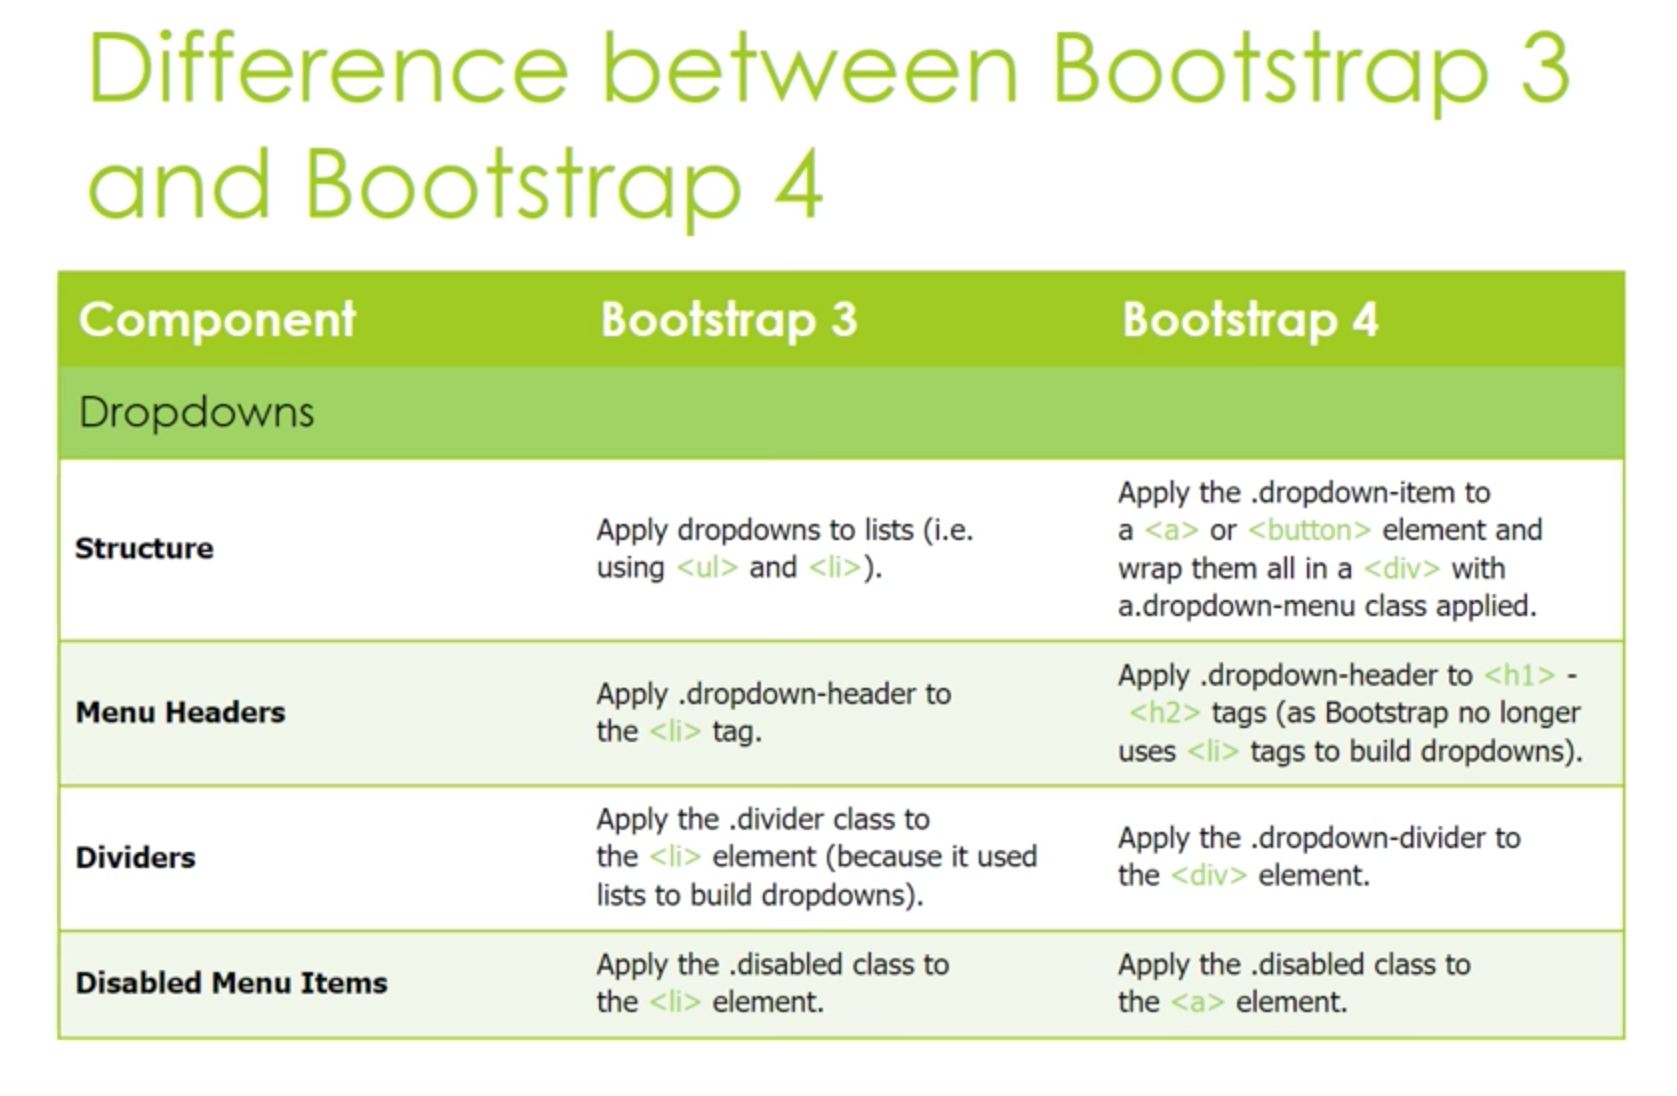 Difference between Bootstrap 3
and Bootstrap 4
Component Bootstrap 3 Bootstrap 4
Dropdowns
Structure
Apply dropdowns to lists (i.e.
using <ul> and <li>).
Apply the .dropdown-item to
a <a> or <button> element and
wrap them all in a <div> with
a.dropdown-menu class applied.
Menu Headers
Apply .dropdown-header to
the <li> tag.
Apply .dropdown-header to <h1> -
<h2> tags (as Bootstrap no longer
uses <li> tags to build dropdowns).
Dividers
Apply the .divider class to
the <li> element (because it used
lists to build dropdowns).
Apply the .dropdown-divider to
the <div> element.
Disabled Menu Items
Apply the .disabled class to
the <li> element.
Apply the .disabled class to
the <a> element.